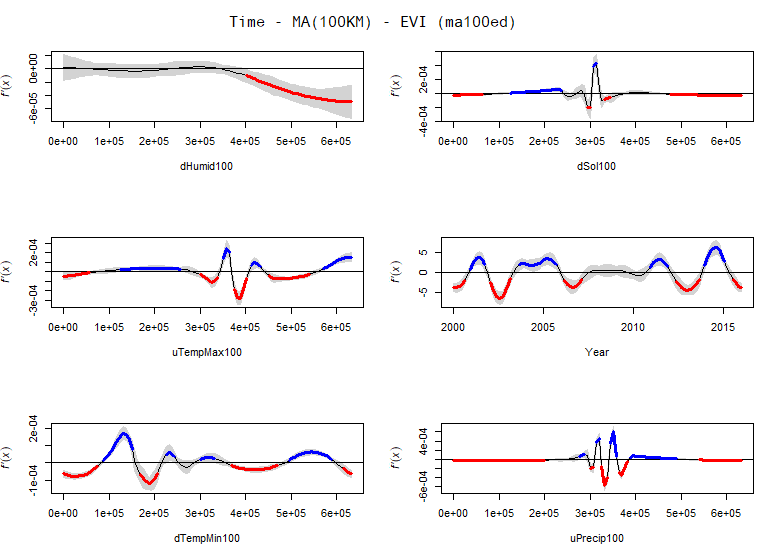 Time - MA(100KM) - EVI (ma100ed)
f'(x)
-6e-05 0e+00
0e+00 1e+05 2e+05 3e+05 4e+05 5e+05 6e+05
dHumid100
f'(x)
-4e-04 2e-04
0e+00 1e+05 2e+05 3e+05 4e+05 5e+05 6e+05
dSol100
f'(x)
-3e-04 2e-04
0e+00 1e+05 2e+05 3e+05 4e+05 5e+05 6e+05
uTempMax100
f'(x)
-5 0 5
2000 2005 2010 2015
Year
f'(x)
-1e-04 2e-04
0e+00 1e+05 2e+05 3e+05 4e+05 5e+05 6e+05
dTempMin100
f'(x)
-6e-04 4e-04
0e+00 1e+05 2e+05 3e+05 4e+05 5e+05 6e+05
uPrecip100